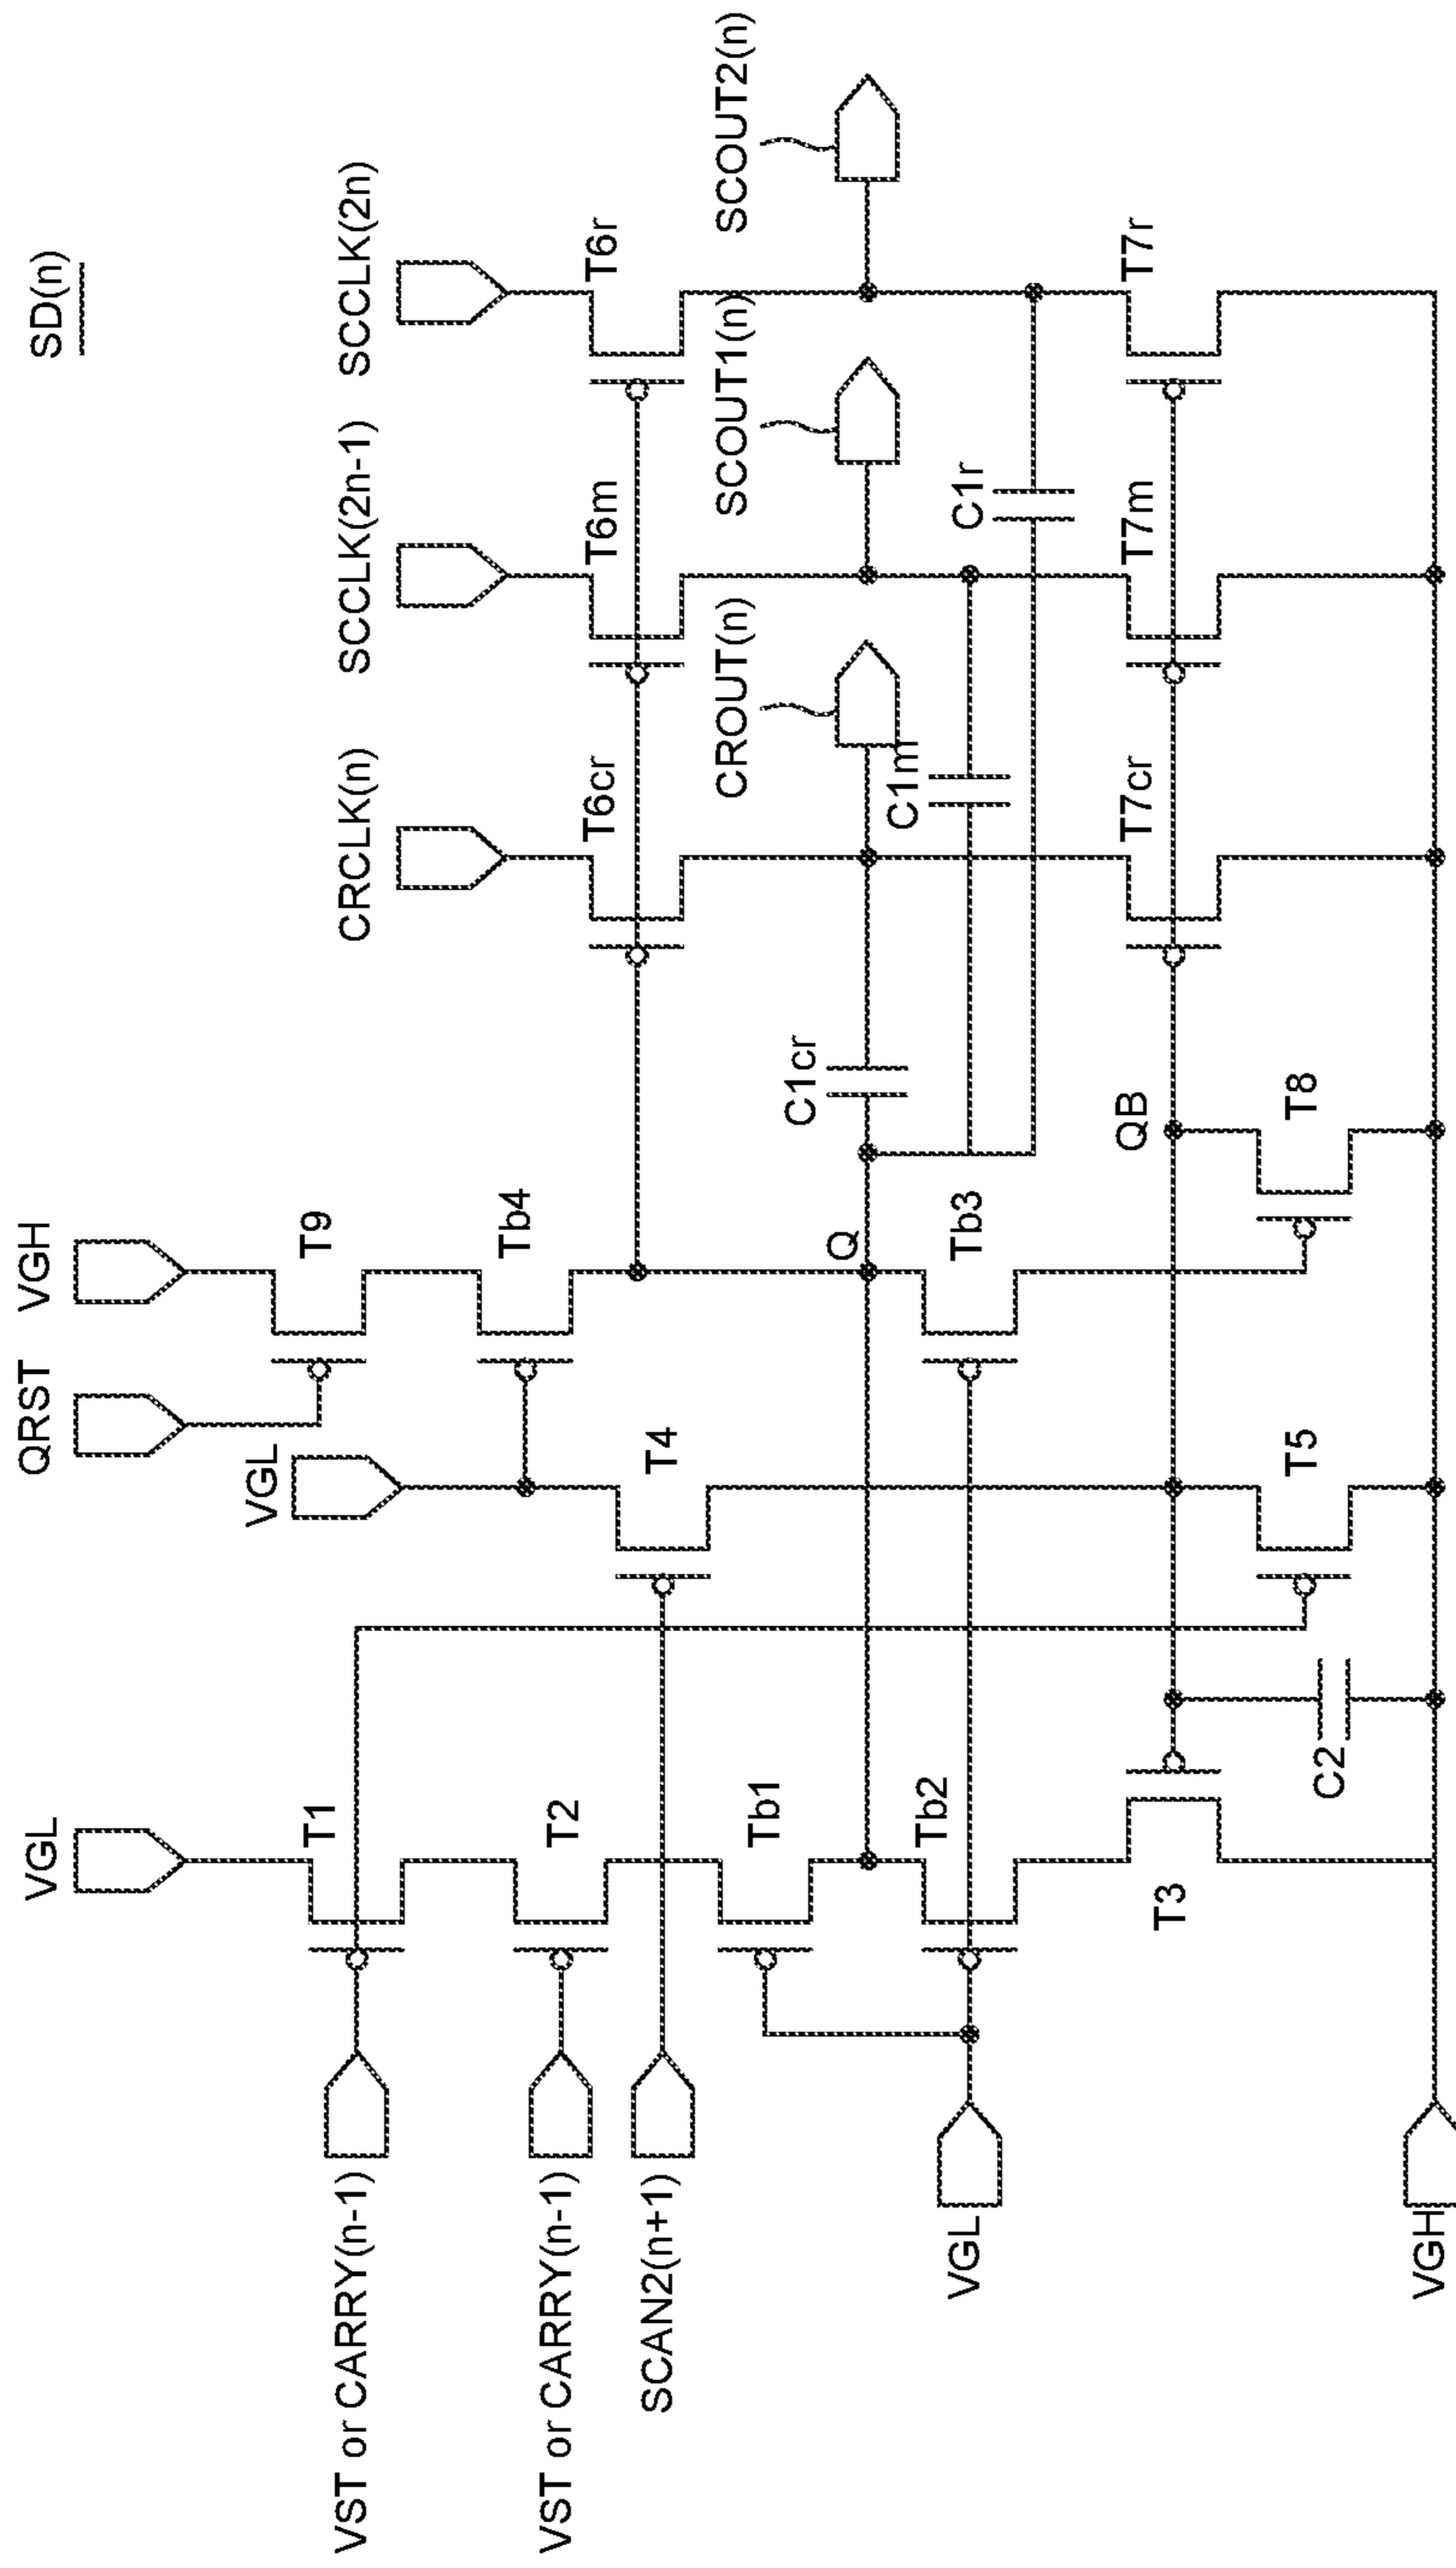 SD(n)
VGL
QRST
VGH
VGL
CRCLK(n)
SCCLK(2n-1)
SCCLK(2n)
VST or CARRY(n-1)
T1
T9
VST or CARRY(n-1)
T2
Tb4
T6cr
T6m
T6r
SCAN2(n+1)
T4
Tb1
Q
C1cr
CROUT(n)
SCOUT1(n)
SCOUT2(n)
VGL
Tb2
Tb3
C1m
C1r
T3
QB
T7cr
T7m
T7r
C2
T5
T8
VGH